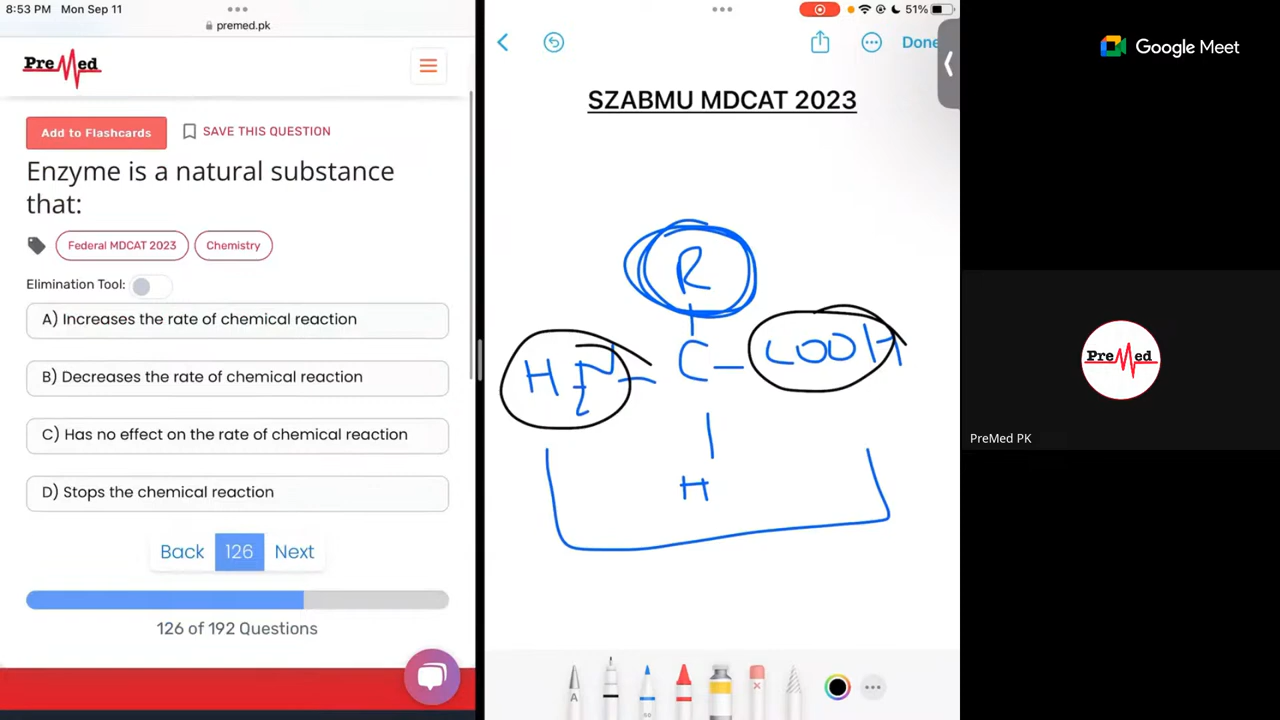 8:53 PM Mon Sep 11
premed.pk
PreMed
Add to Flashcards
SAVE THIS QUESTION
Enzyme is a natural substance
that:
Federal MDCAT 2023
Chemistry
Elimination Tool:
A) Increases the rate of chemical reaction
B) Decreases the rate of chemical reaction
C) Has no effect on the rate of chemical reaction
D) Stops the chemical reaction
Back 126 Next
126 of 192 Questions
51%
Done
SZABMU MDCAT 2023
R
H2N - C - COOH
H
A
Google Meet
PreMed
PreMed PK